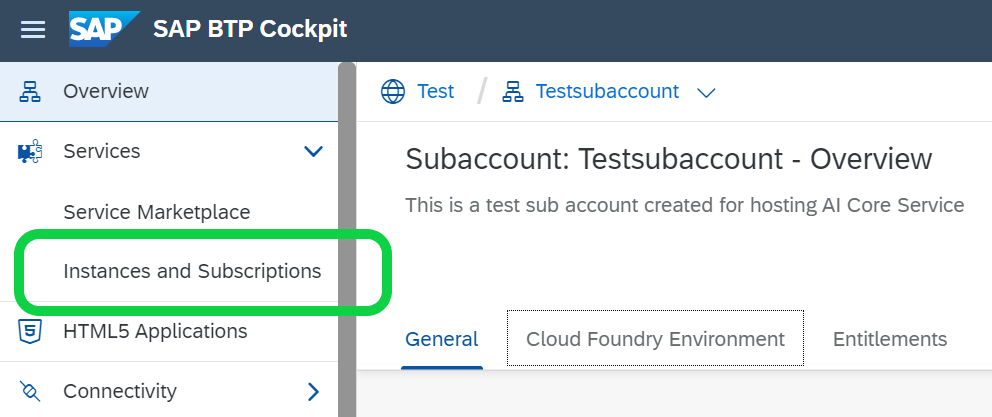 SAP SAP BTP Cockpit
Overview
Services
Service Marketplace
Instances and Subscriptions
HTML5 Applications
Connectivity
Test / Testsubaccount
Subaccount: Testsubaccount - Overview
This is a test sub account created for hosting AI Core Service
General Cloud Foundry Environment Entitlements